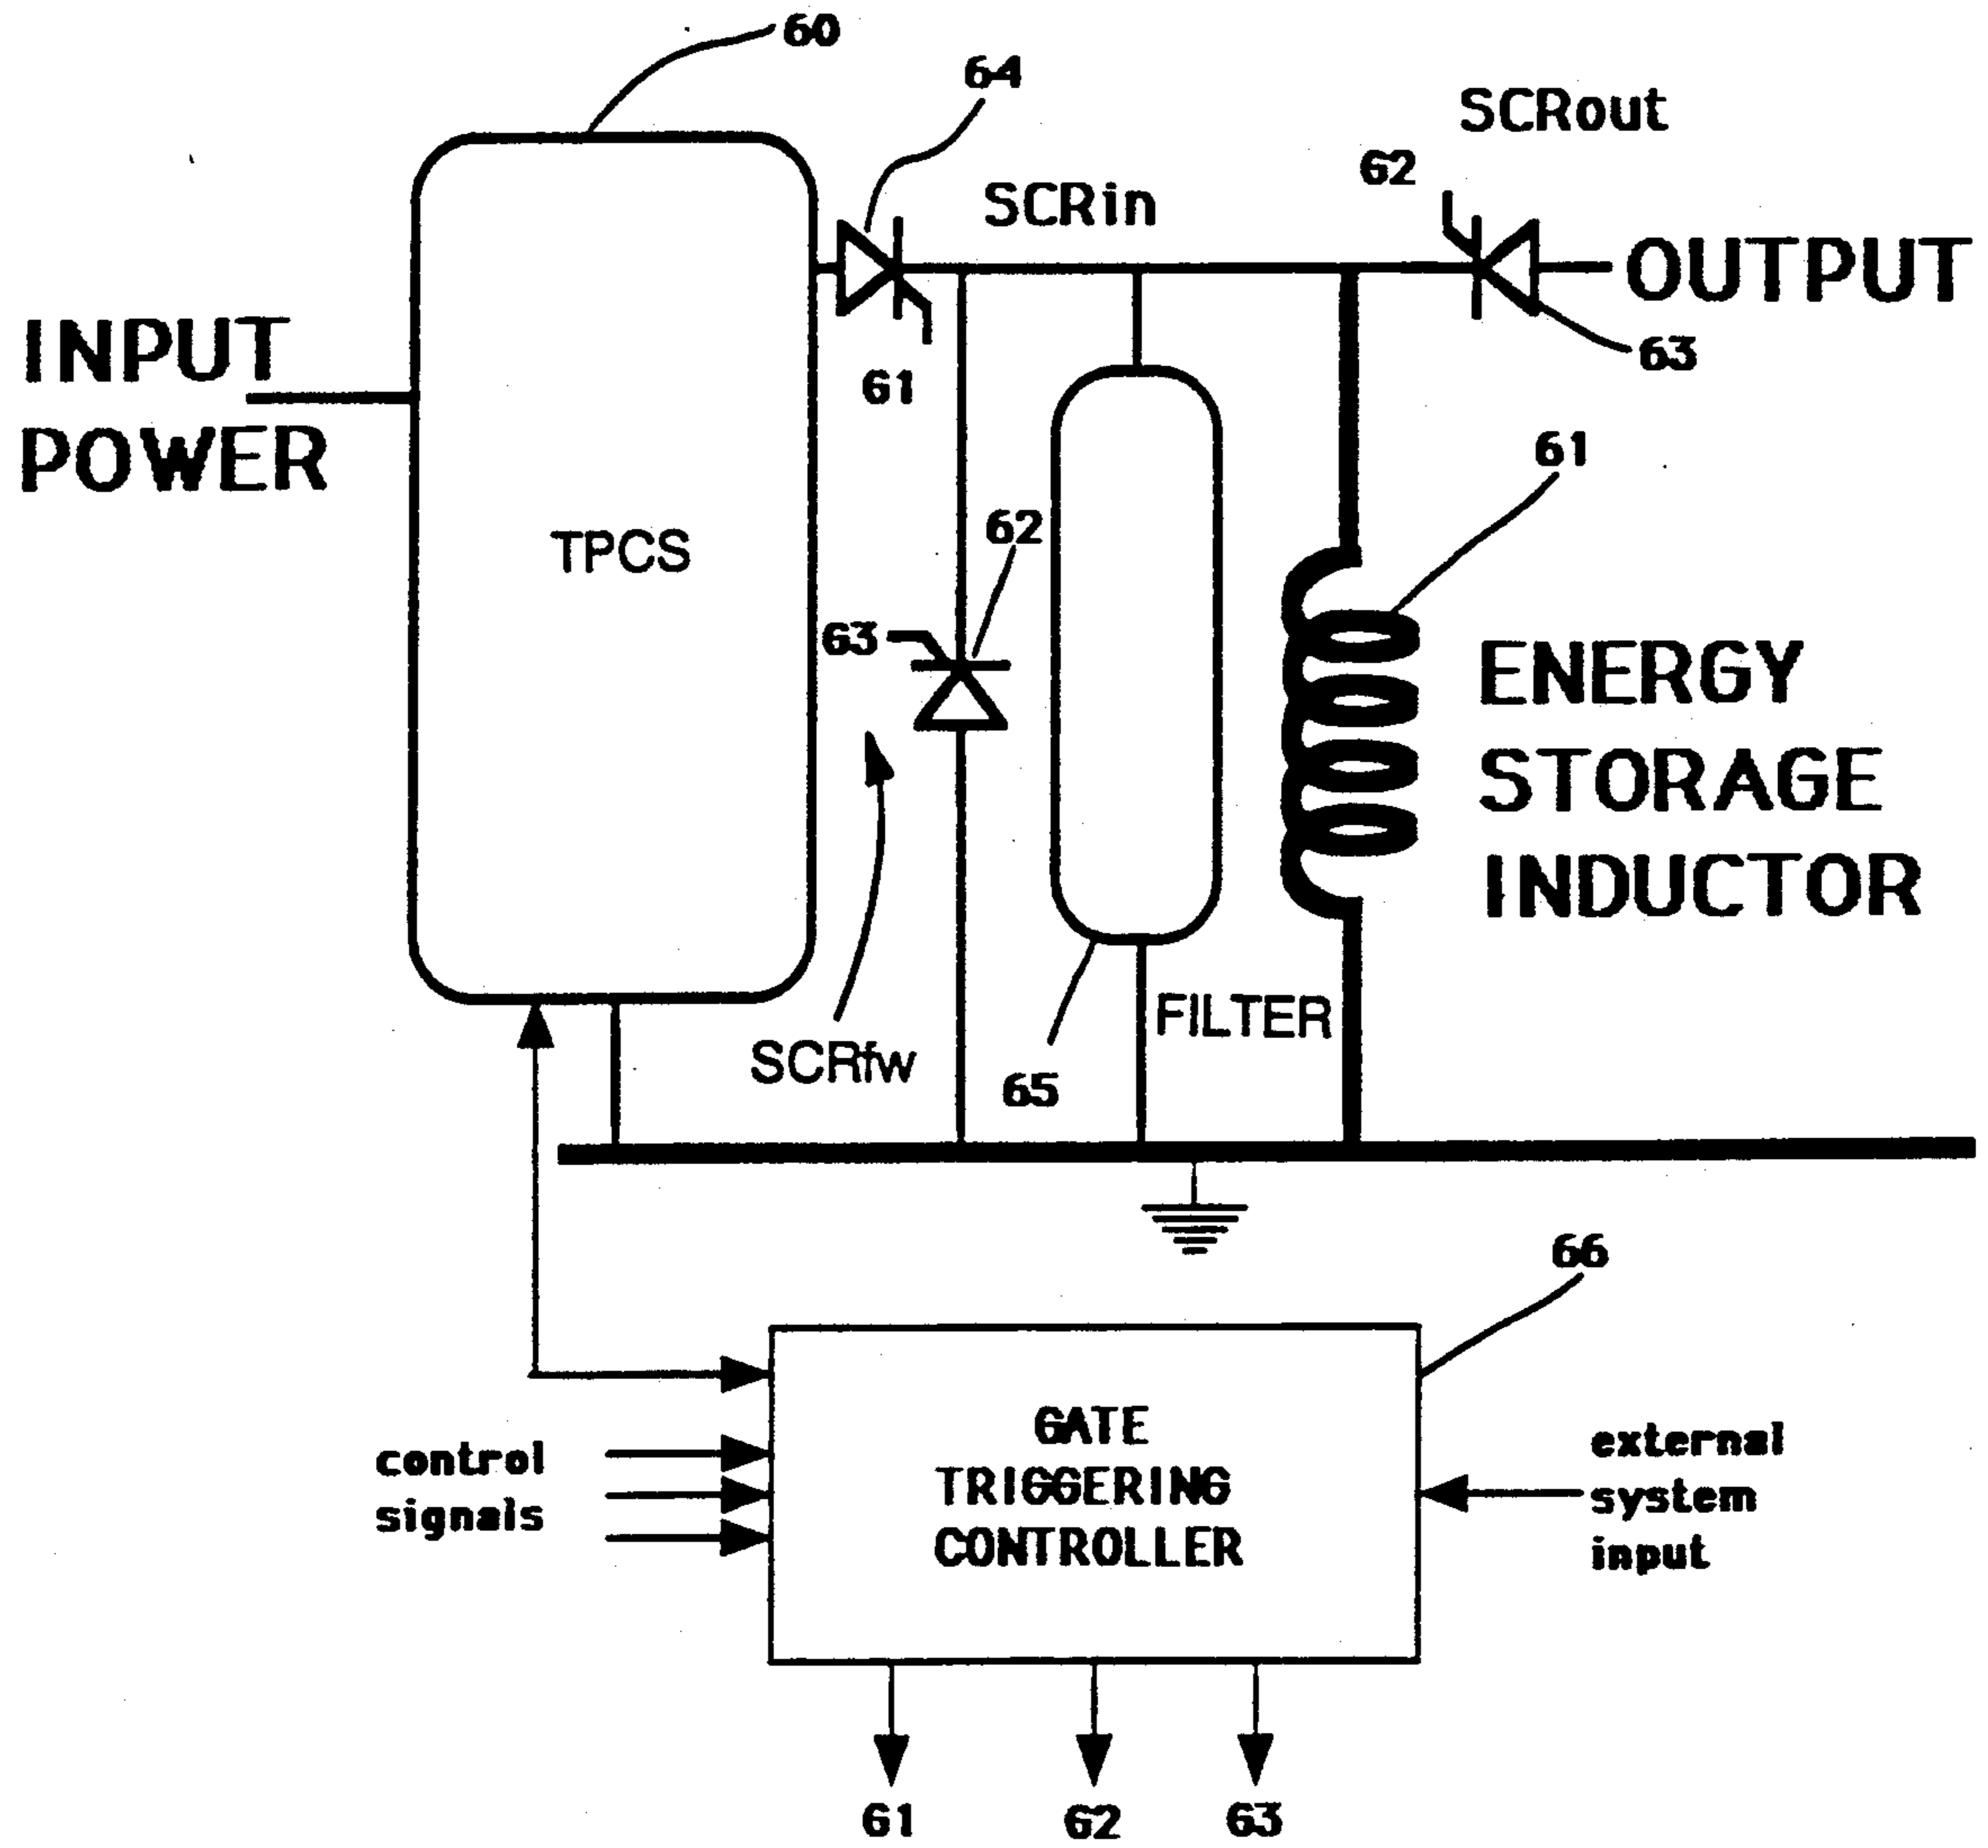 60
64
SCRout
62
SCRin
OUTPUT
INPUT
POWER
63
61
61
TPCS
62
63
ENERGY
STORAGE
INDUCTOR
FILTER
SCRfw
65
66
GATE
TRIGGERING
CONTROLLER
control
signals
external
system
input
61
62
63